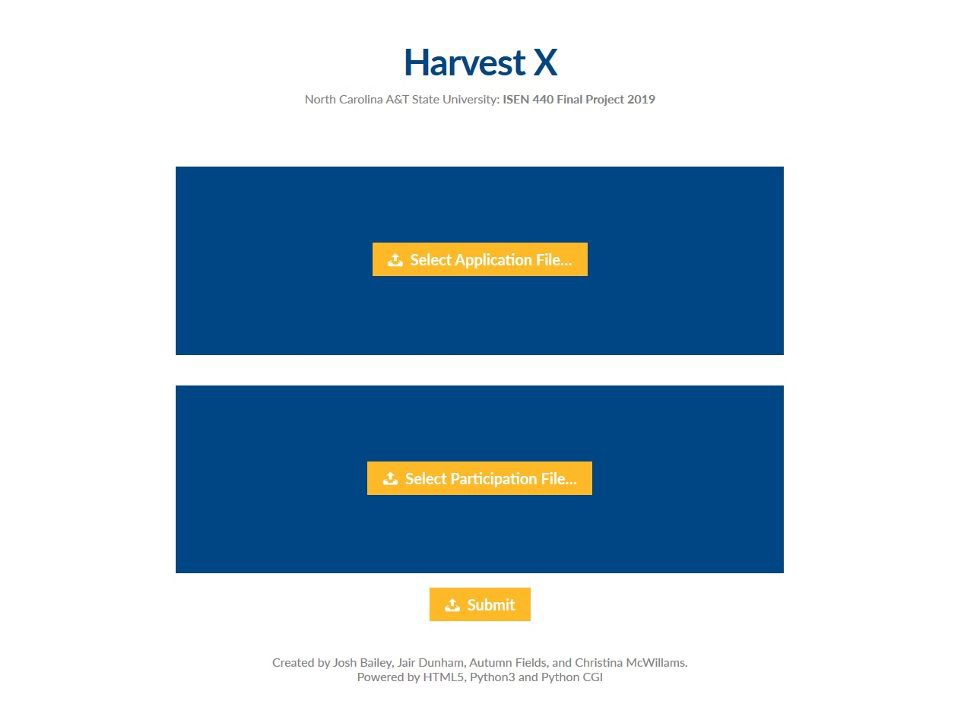 Harvest X
North Carolina A&T State University: ISEN 440 Final Project 2019
Select Application File...
Select Participation File...
Submit
Created by Josh Bailey, Jair Dunham, Autumn Fields, and Christina McWillams.
Powered by HTML5, Python3 and Python CGI